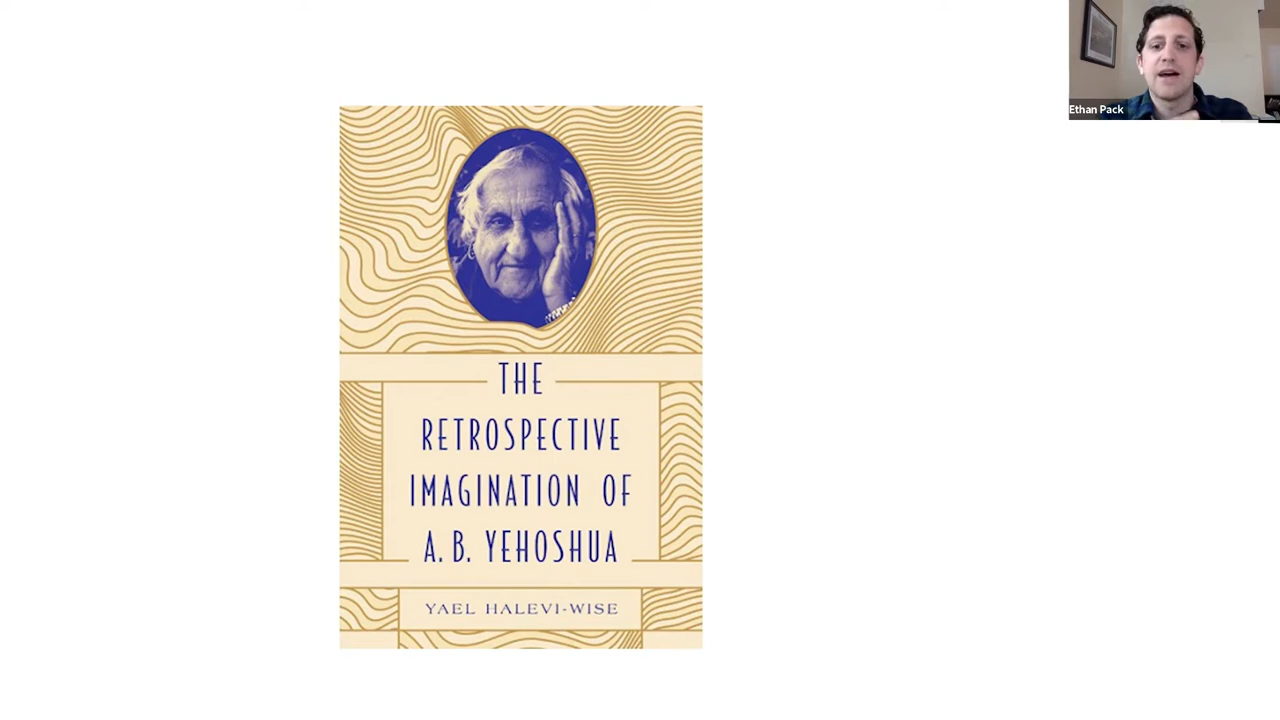 Ethan Pack
THE
RETROSPECTIVE
IMAGINATION OF
A. B. YEHOSHUA
YAEL HALEVI-WISE